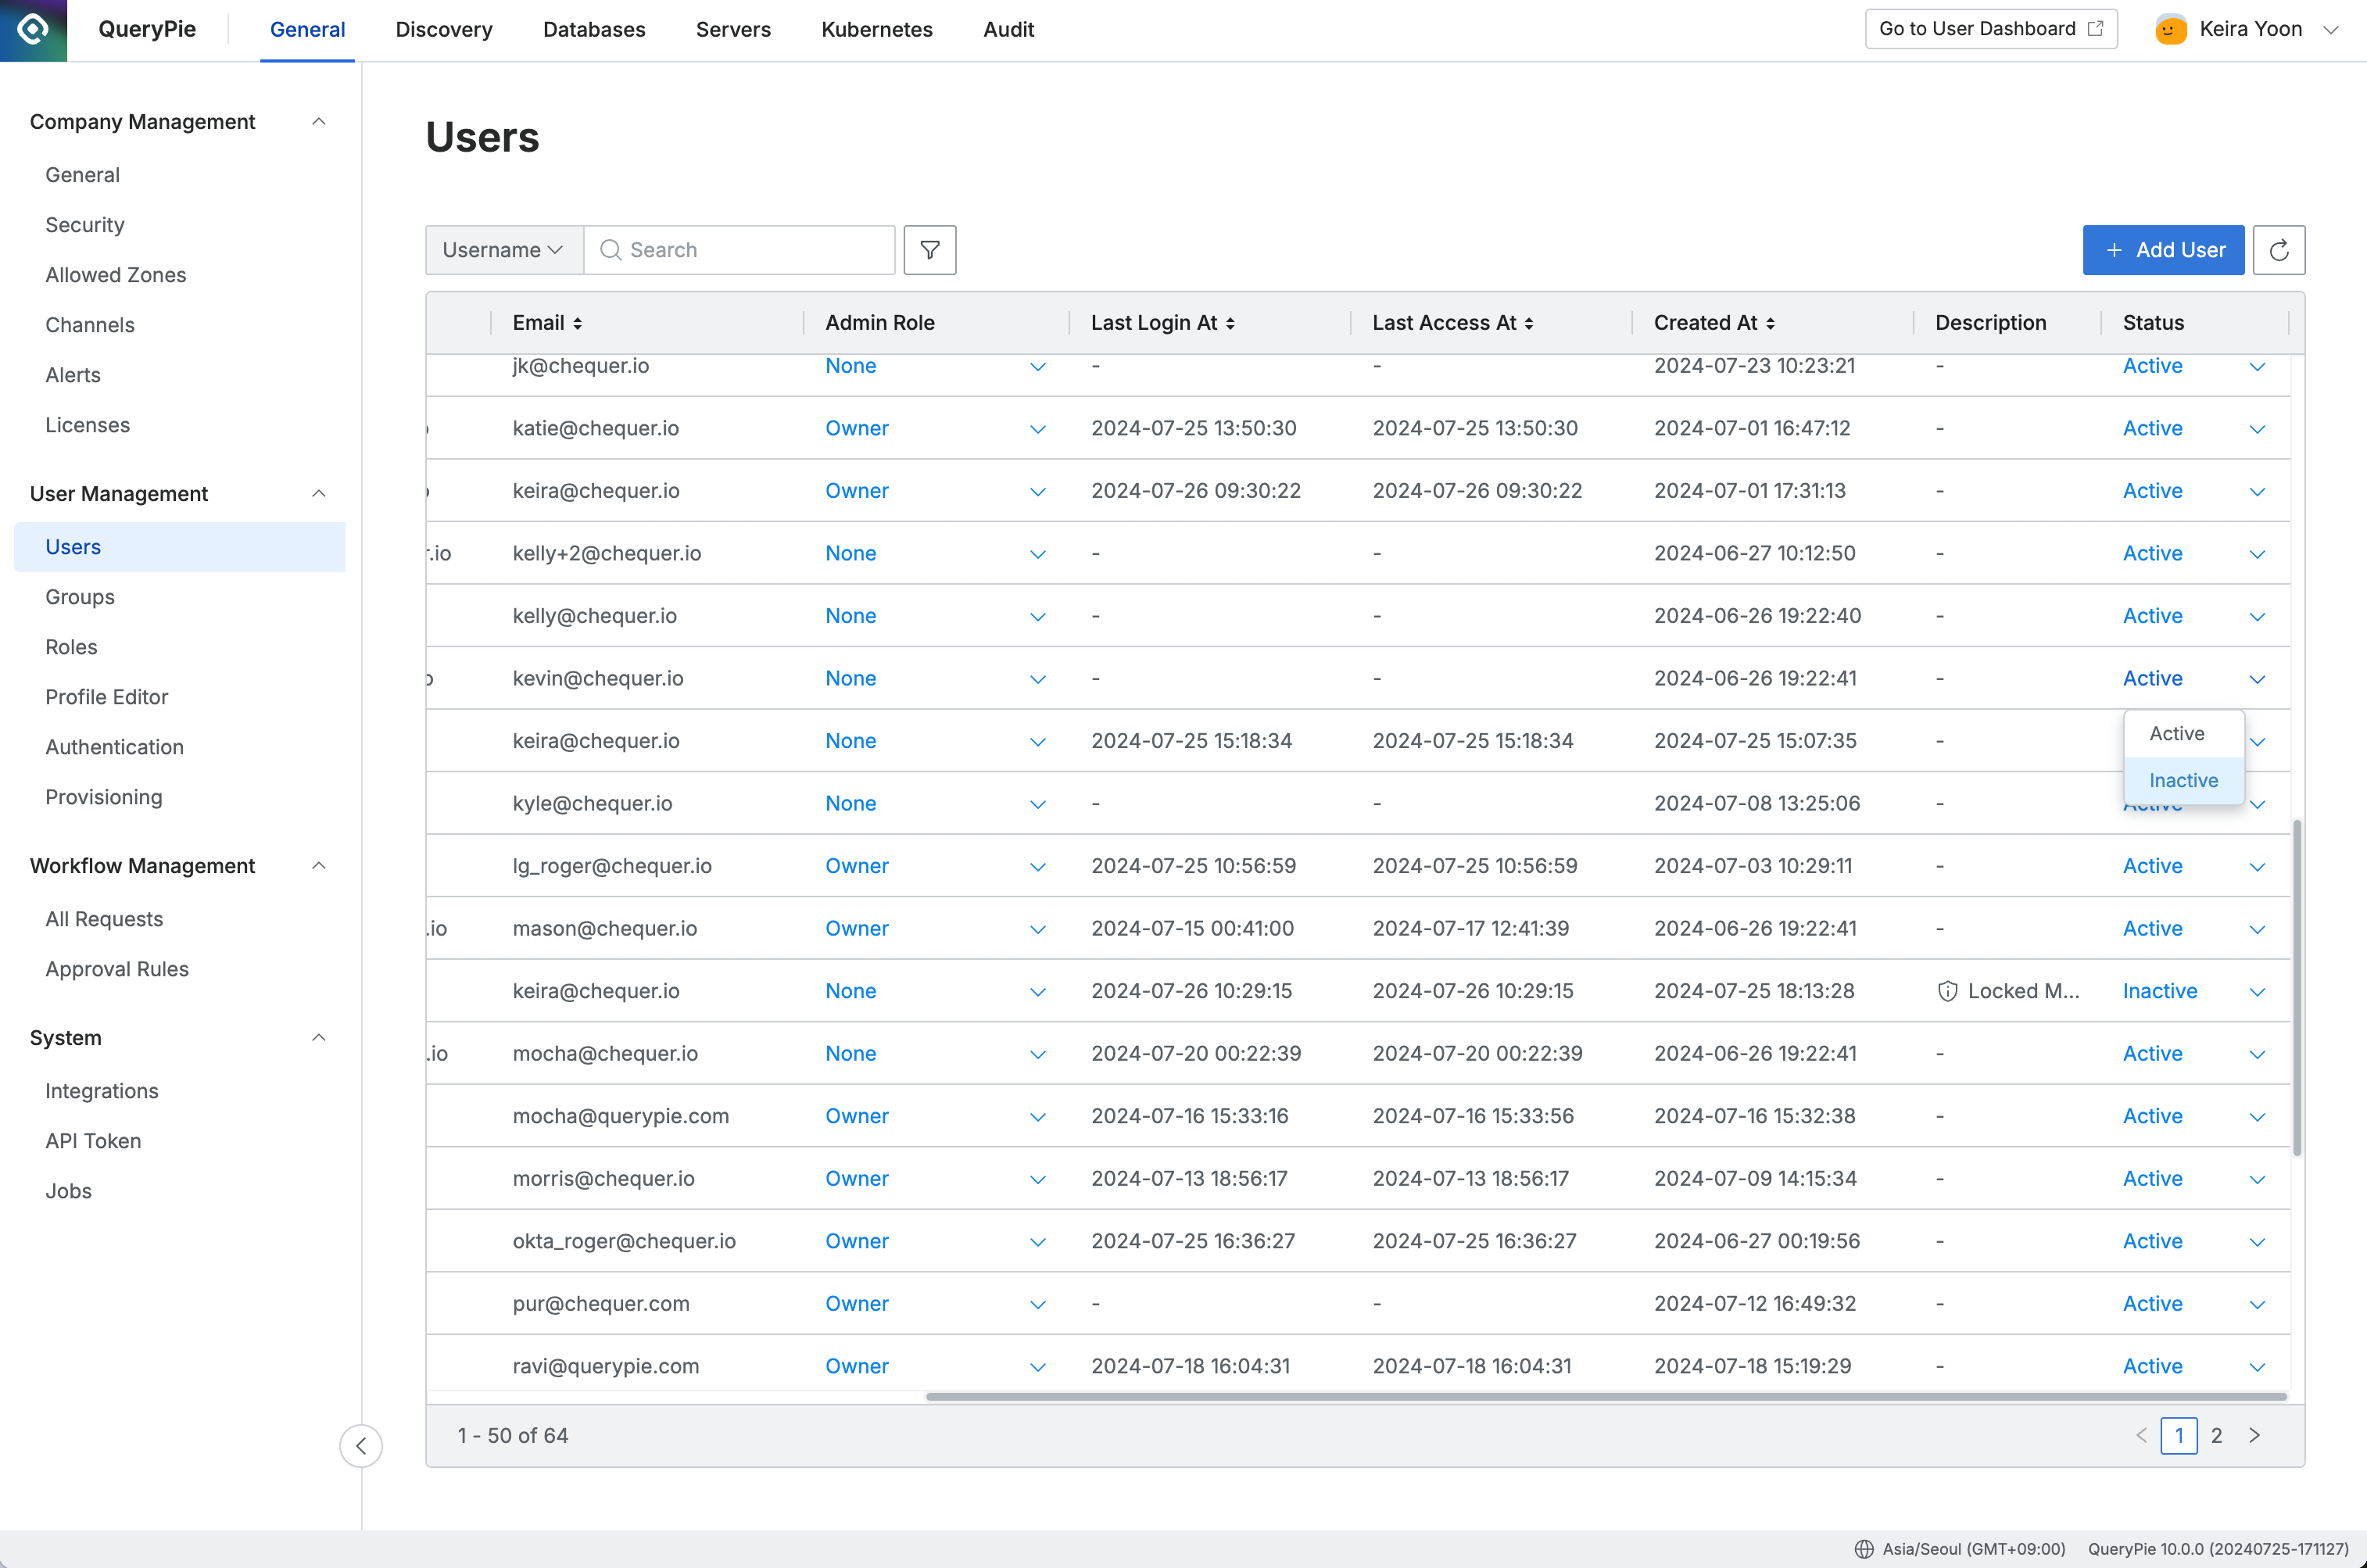 QueryPie General Discovery Databases Servers Kubernetes Audit Go to User Dashboard Keira Yoon
Company Management
General
Security
Allowed Zones
Channels
Alerts
Licenses
User Management
Users
Groups
Roles
Profile Editor
Authentication
Provisioning
Workflow Management
All Requests
Approval Rules
System
Integrations
API Token
Jobs
Users
Username Search Add User
Email Admin Role Last Login At Last Access At Created At Description Status
jk@chequer.io None - - 2024-07-23 10:23:21 - Active
katie@chequer.io Owner 2024-07-25 13:50:30 2024-07-25 13:50:30 2024-07-01 16:47:12 - Active
keira@chequer.io Owner 2024-07-26 09:30:22 2024-07-26 09:30:22 2024-07-01 17:31:13 - Active
.io kelly+2@chequer.io None - - 2024-06-27 10:12:50 - Active
kelly@chequer.io None - - 2024-06-26 19:22:40 - Active
kevin@chequer.io None - - 2024-06-26 19:22:41 - Active
keira@chequer.io None 2024-07-25 15:18:34 2024-07-25 15:18:34 2024-07-25 15:07:35 -
Active
Inactive
kyle@chequer.io None - - 2024-07-08 13:25:06 - Active
lg_roger@chequer.io Owner 2024-07-25 10:56:59 2024-07-25 10:56:59 2024-07-03 10:29:11 - Active
.io mason@chequer.io Owner 2024-07-15 00:41:00 2024-07-17 12:41:39 2024-06-26 19:22:41 - Active
keira@chequer.io None 2024-07-26 10:29:15 2024-07-26 10:29:15 2024-07-25 18:13:28 Locked M... Inactive
.io mocha@chequer.io None 2024-07-20 00:22:39 2024-07-20 00:22:39 2024-06-26 19:22:41 - Active
mocha@querypie.com Owner 2024-07-16 15:33:16 2024-07-16 15:33:56 2024-07-16 15:32:38 - Active
morris@chequer.io Owner 2024-07-13 18:56:17 2024-07-13 18:56:17 2024-07-09 14:15:34 - Active
okta_roger@chequer.io Owner 2024-07-25 16:36:27 2024-07-25 16:36:27 2024-06-27 00:19:56 - Active
pur@chequer.com Owner - - 2024-07-12 16:49:32 - Active
ravi@querypie.com Owner 2024-07-18 16:04:31 2024-07-18 16:04:31 2024-07-18 15:19:29 - Active
1 - 50 of 64 1 2
Asia/Seoul (GMT+09:00) QueryPie 10.0.0 (20240725-171127)